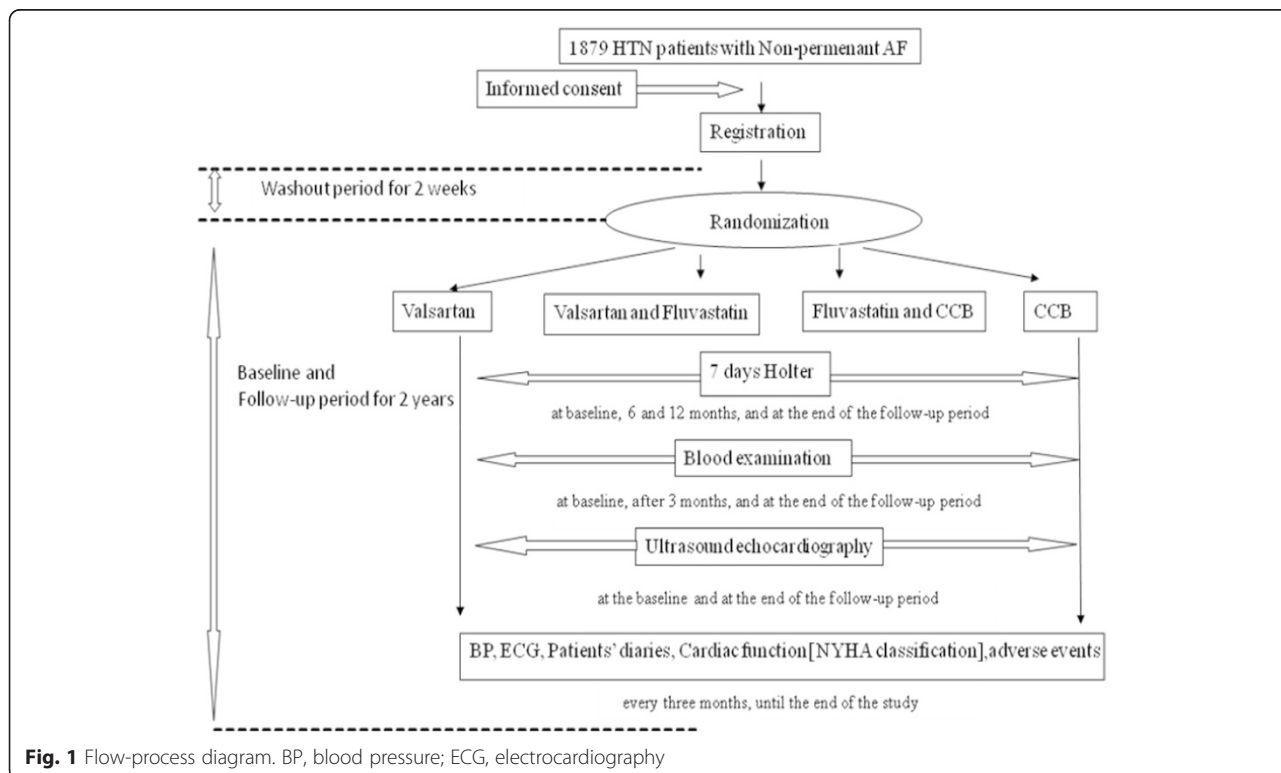 1879 HTN patients with Non-permenant AF
Informed consent
Registration
Washout period for 2 weeks
Randomization
Valsartan
Valsartan and Fluvastatin
Fluvastatin and CCB
CCB
Baseline and
Follow-up period for 2 years
7 days Holter
at baseline, 6 and 12 months, and at the end of the follow-up period
Blood examination
at baseline, after 3 months, and at the end of the follow-up period
Ultrasound echocardiography
at the baseline and at the end of the follow-up period
BP, ECG, Patients' diaries, Cardiac function[NYHA classification],adverse events
every three months, until the end of the study
Fig. 1 Flow-process diagram. BP, blood pressure; ECG, electrocardiography